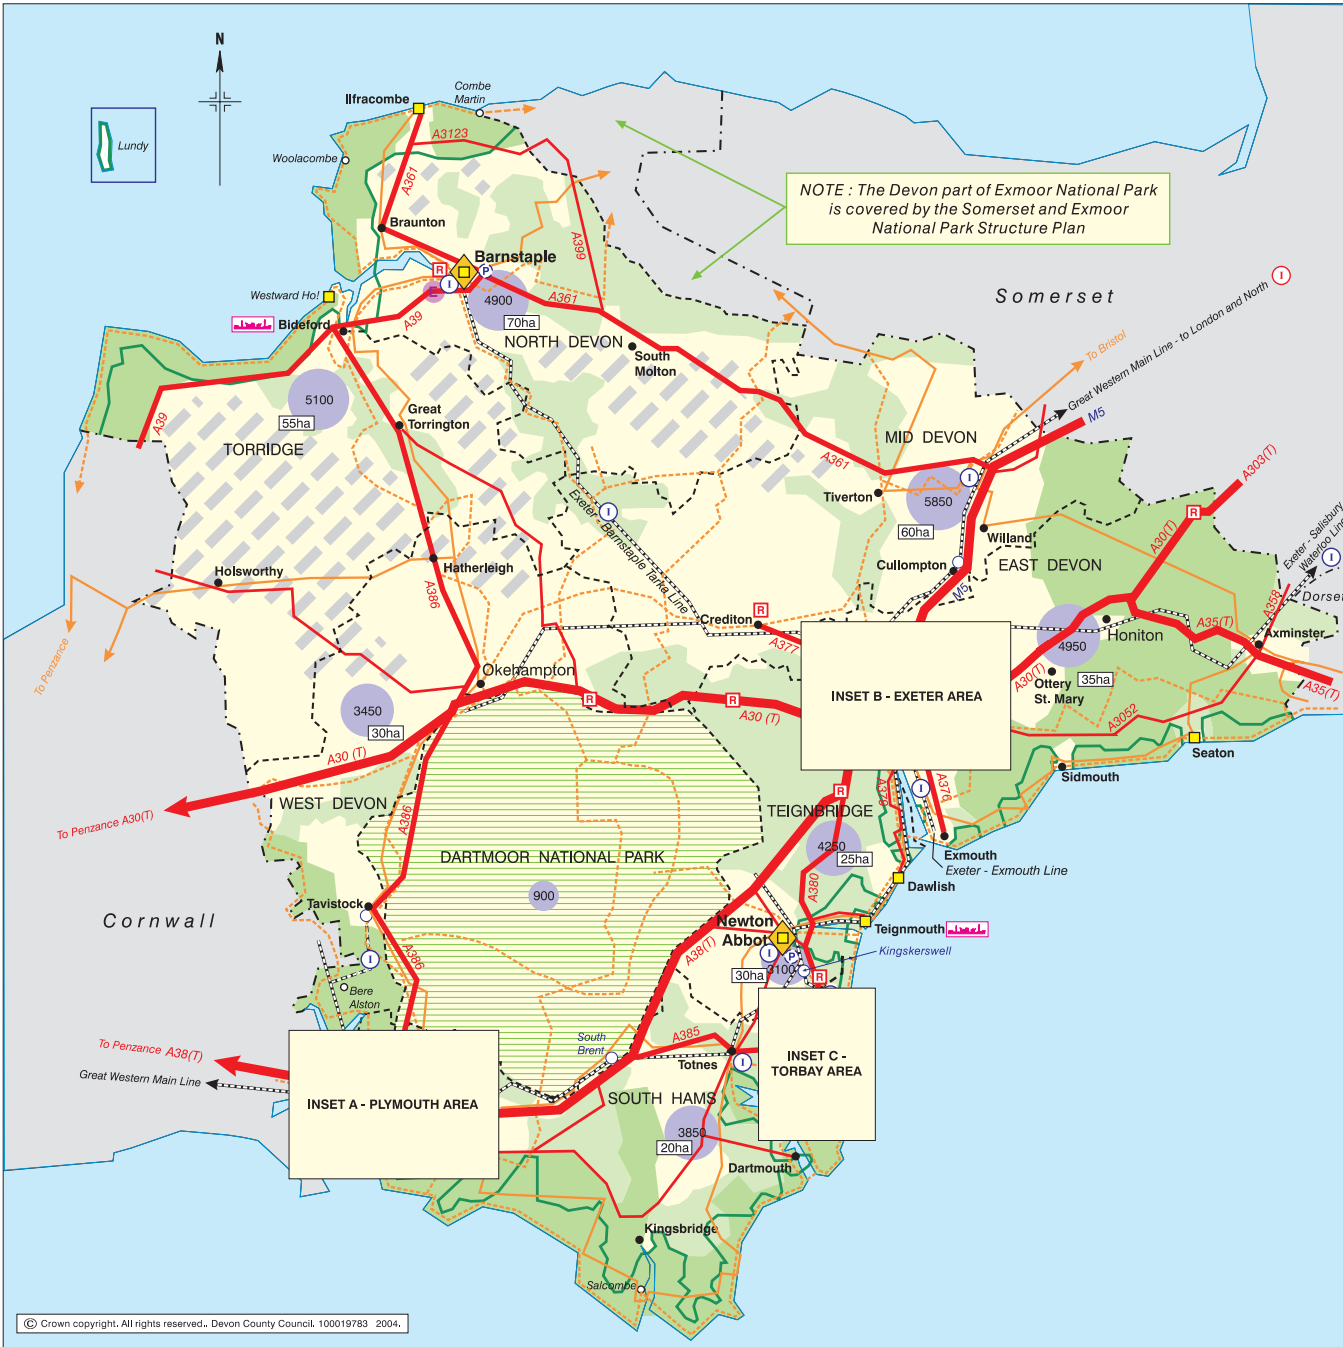 N
Lundy
Ilfracombe
Combe
Martin
Woolacombe
A3123
A361
Braunton
A399
NOTE : The Devon part of Exmoor National Park
is covered by the Somerset and Exmoor
National Park Structure Plan
Barnstaple
R
P
I
E
4900
70ha
A361
A39
Westward Ho!
Bideford
NORTH DEVON
South
Molton
Somerset
Great Western Main Line - to London and North
I
To Bristol
M5
5100
55ha
A39
TORRIDGE
Great
Torrington
MID DEVON
A361
Tiverton
I
5850
60ha
Willand
Cullompton
M5
A303(T)
R
A30(T)
Exeter - Salisbury
Waterloo Line
I
Dorset
EAST DEVON
Exeter - Barnstaple Tarka Line
I
Holsworthy
Hatherleigh
A386
Crediton
R
A377
Honiton
4950
35ha
A35(T)
A358
Axminster
A35(T)
To Penzance
Okehampton
R
R
A30 (T)
INSET B - EXETER AREA
A30(T)
Ottery
St. Mary
A3052
Seaton
Sidmouth
3450
30ha
A30 (T)
WEST DEVON
To Penzance A30(T)
A386
R
A379
I
A376
TEIGNBRIDGE
4250
25ha
Exmouth
Exeter - Exmouth Line
DARTMOOR NATIONAL PARK
900
A380
Dawlish
Cornwall
Tavistock
Newton
Abbot
Teignmouth
A38(T)
A386
I
I
P
3100
30ha
Kingskerswell
R
Bere
Alston
To Penzance A38(T)
Great Western Main Line
South
Brent
A385
Totnes
I
INSET A - PLYMOUTH AREA
INSET C -
TORBAY AREA
SOUTH HAMS
3850
20ha
Dartmouth
Kingsbridge
Salcombe
© Crown copyright. All rights reserved.. Devon County Council. 100019783 2004.